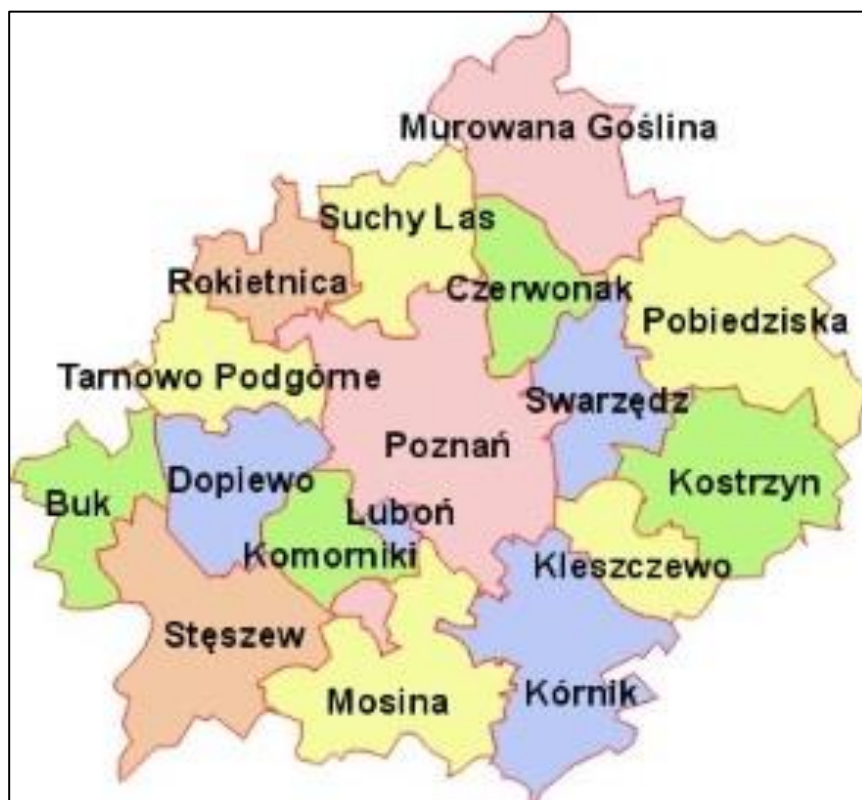 Murowana Goślina
Suchy Las
Rokietnica
Czerwonak
Pobiedziska
Tarnowo Podgórne
Swarzędz
Poznań
Buk
Dopiewo
Kostrzyn
Luboń
Komorniki
Kleszczewo
Stęszew
Mosina
Kórnik